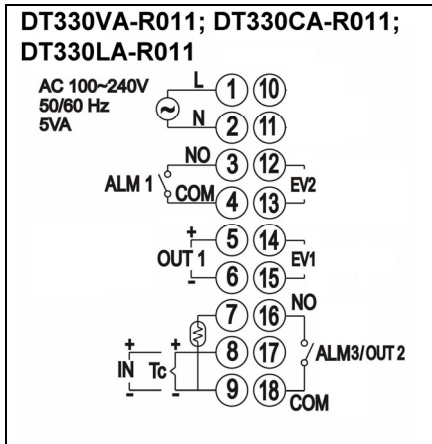 DT330VA-R011; DT330CA-R011;
DT330LA-R011
AC 100~240V
50/60 Hz
5VA
L
N
1 10
2 11
NO 3 12
ALM 1
EV2
COM 4 13
+ 5 14
OUT 1
EV1
- 6 15
7 16 NO
+ + 8 17
IN Tc
ALM3/OUT 2
- - 9 18 COM